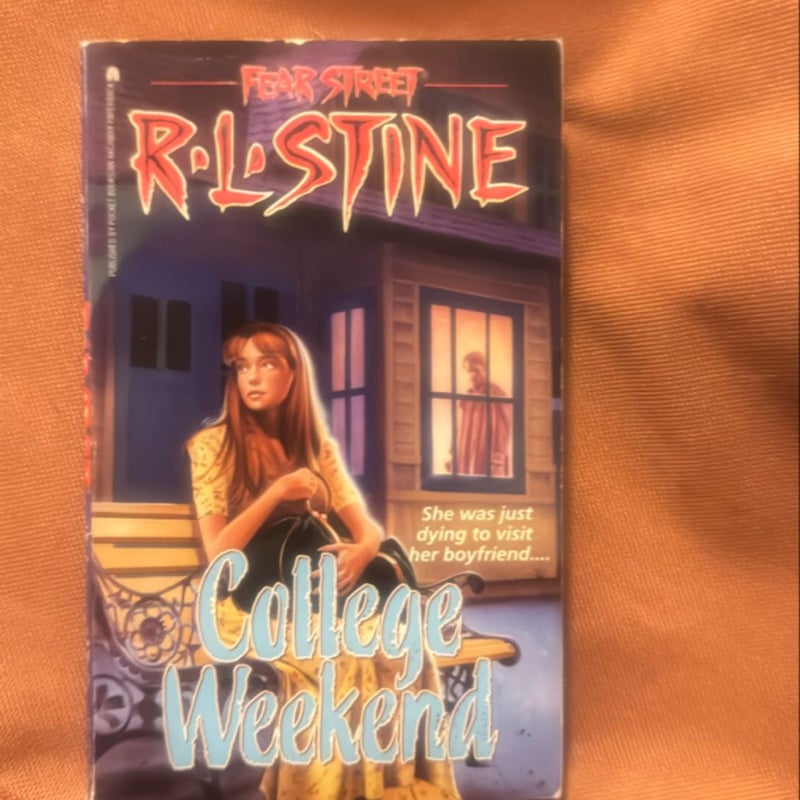 FEAR STREET
R•L•STINE
She was just
dying to visit
her boyfriend....
College
Weekend